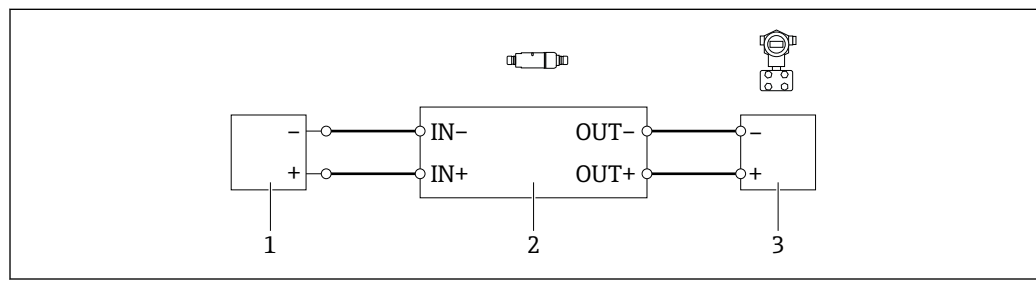 − IN− OUT− −
+ IN+ OUT+ +
1 2 3